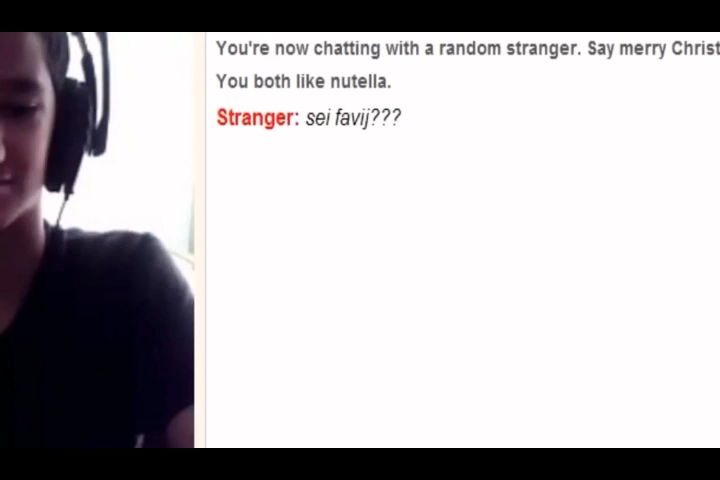 You're now chatting with a random stranger. Say merry Christ
You both like nutella.
Stranger: sei favij???